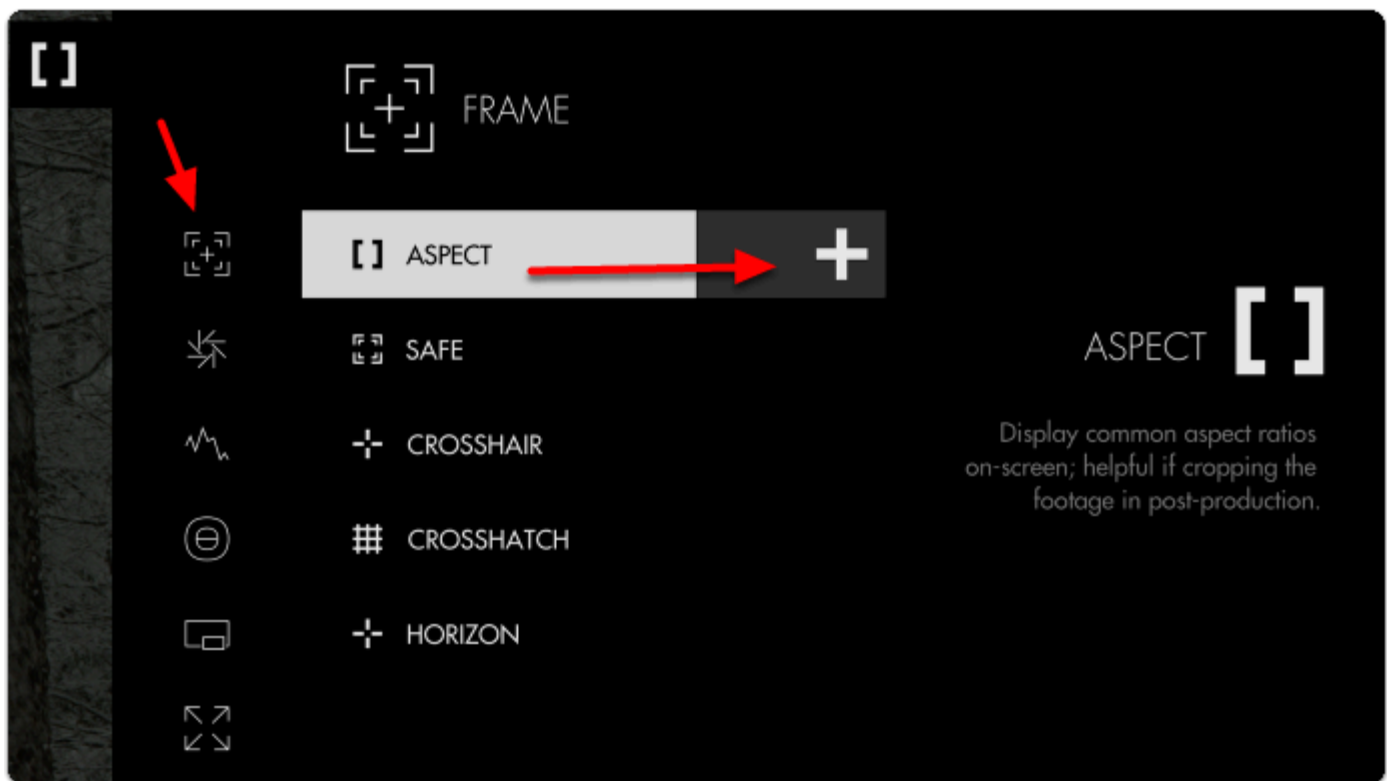 FRAME
ASPECT
SAFE
CROSSHAIR
CROSSHATCH
HORIZON
ASPECT
Display common aspect ratios
on-screen; helpful if cropping the
footage in post-production.